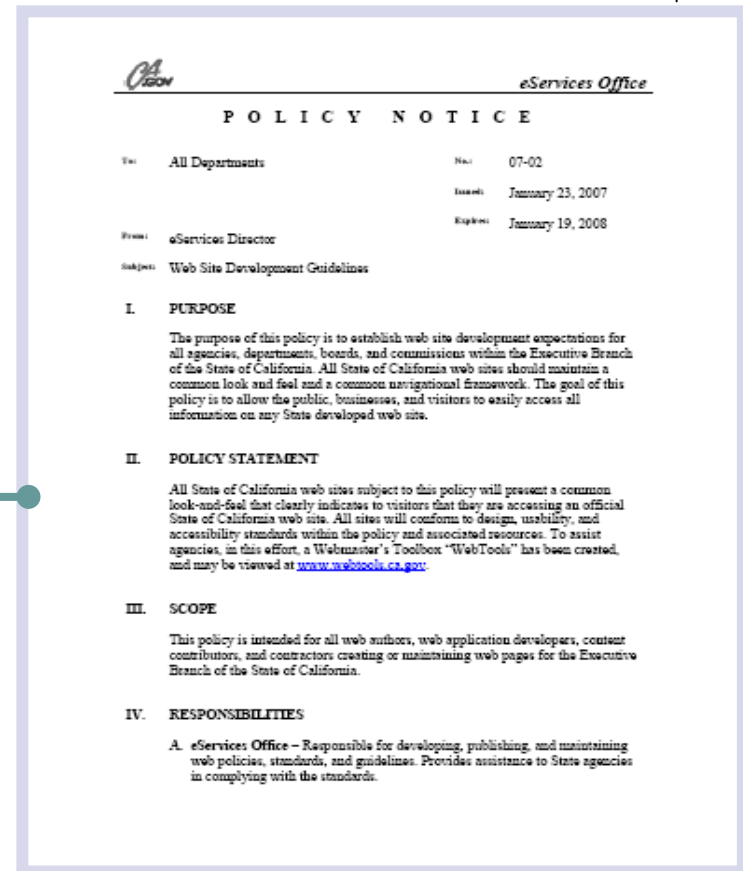 CA.GOV
eServices Office
POLICY NOTICE
To: All Departments No.: 07-02
Issued: January 23, 2007
Expires: January 19, 2008
From: eServices Director
Subject: Web Site Development Guidelines
I. PURPOSE
The purpose of this policy is to establish web site development expectations for
all agencies, departments, boards, and commissions within the Executive Branch
of the State of California. All State of California web sites should maintain a
common look and feel and a common navigational framework. The goal of this
policy is to allow the public, businesses, and visitors to easily access all
information on any State developed web site.
II. POLICY STATEMENT
All State of California web sites subject to this policy will present a common
look-and-feel that clearly indicates to visitors that they are accessing an official
State of California web site. All sites will conform to design, usability, and
accessibility standards within the policy and associated resources. To assist
agencies, in this effort, a Webmaster's Toolbox "WebTools" has been created,
and may be viewed at www.webtools.ca.gov.
III. SCOPE
This policy is intended for all web authors, web application developers, content
contributors, and contractors creating or maintaining web pages for the Executive
Branch of the State of California.
IV. RESPONSIBILITIES
A. eServices Office – Responsible for developing, publishing, and maintaining
web policies, standards, and guidelines. Provides assistance to State agencies
in complying with the standards.